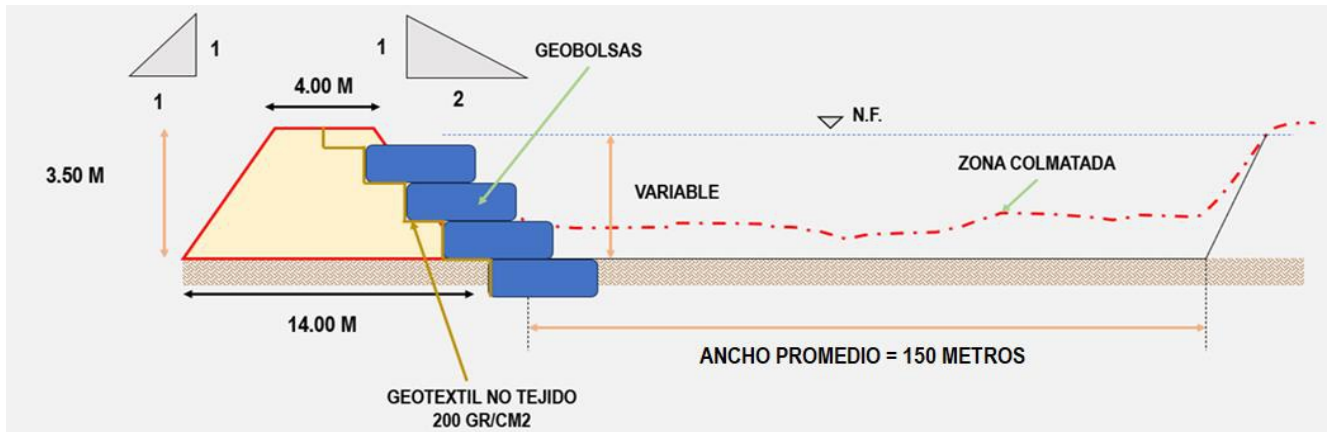 1
1
4.00 M
1
2
GEOBOLSAS
N.F.
3.50 M
VARIABLE
ZONA COLMATADA
14.00 M
ANCHO PROMEDIO = 150 METROS
GEOTEXTIL NO TEJIDO
200 GR/CM2